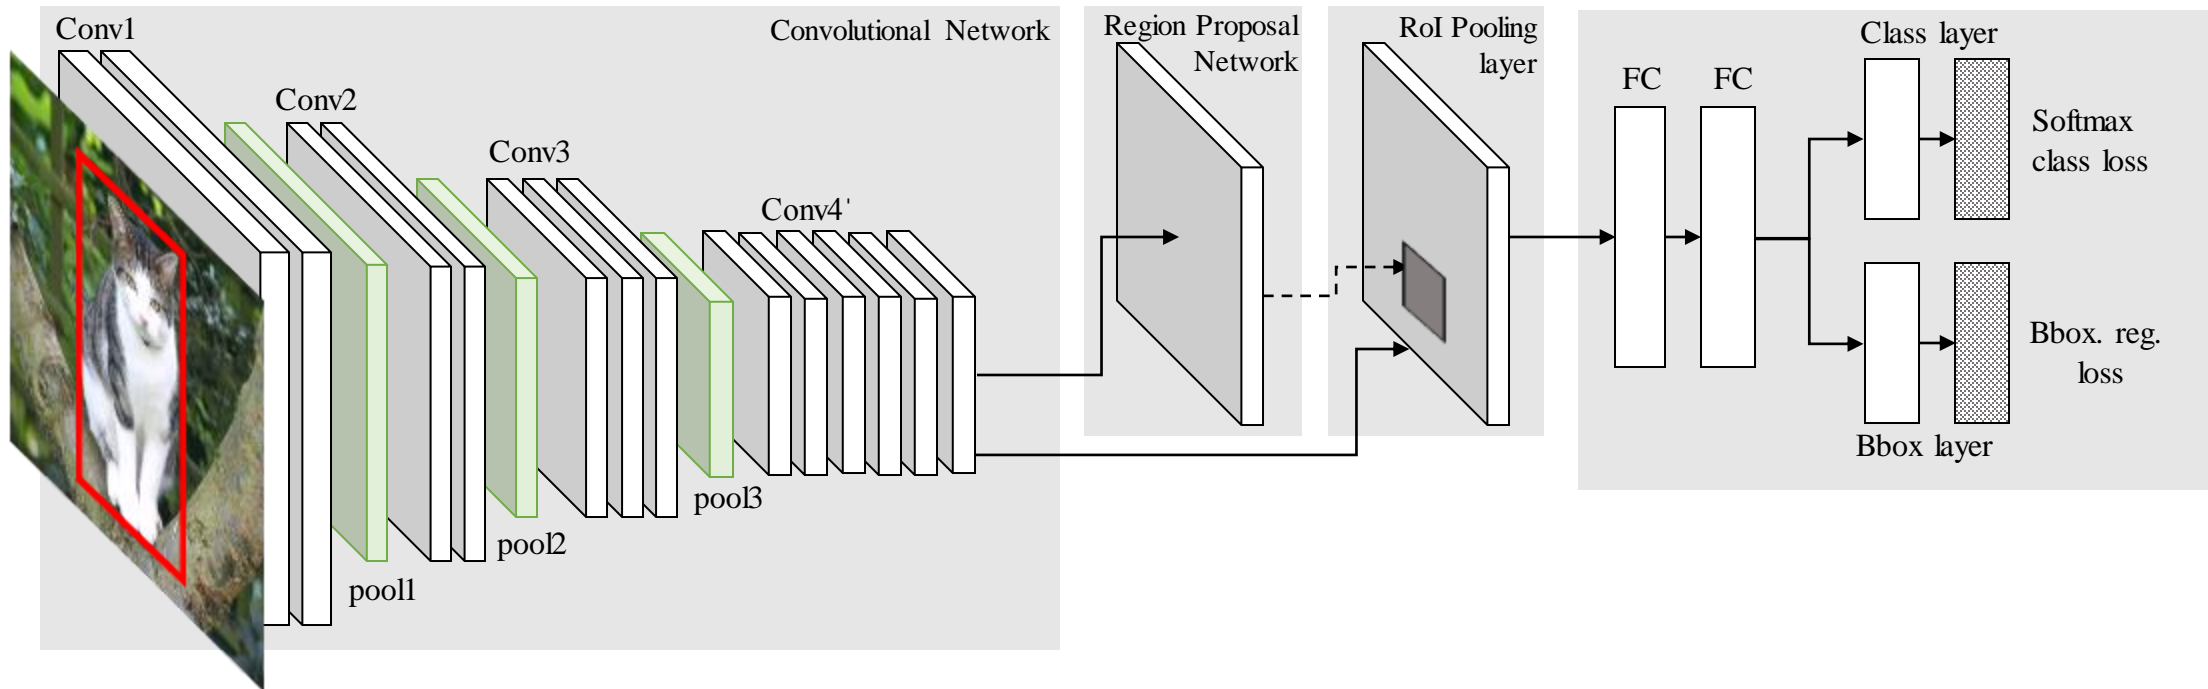 Conv1
Convolutional Network
Conv2
Conv3
Conv4'
pool1
pool2
pool3
Region Proposal
Network
RoI Pooling
layer
FC
FC
Class layer
Softmax
class loss
Bbox. reg.
loss
Bbox layer